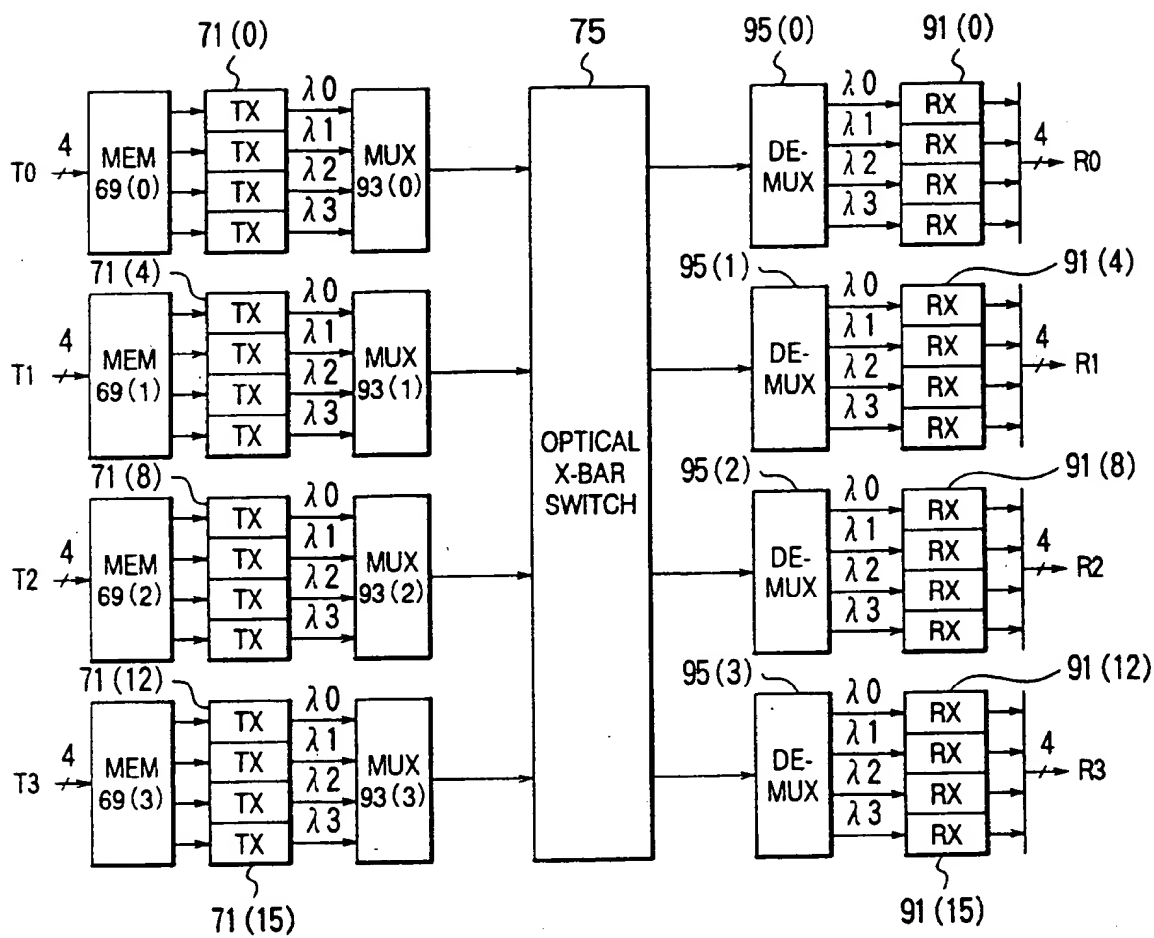 71(0)
75
95(0)
91(0)
T0
4
MEM
69(0)
TX
TX
TX
TX
λ0
λ1
λ2
λ3
MUX
93(0)
DE-
MUX
λ0
λ1
λ2
λ3
RX
RX
RX
RX
4
R0
71(4)
95(1)
91(4)
T1
4
MEM
69(1)
TX
TX
TX
TX
λ0
λ1
λ2
λ3
MUX
93(1)
OPTICAL
X-BAR
SWITCH
DE-
MUX
λ0
λ1
λ2
λ3
RX
RX
RX
RX
4
R1
71(8)
95(2)
91(8)
T2
4
MEM
69(2)
TX
TX
TX
TX
λ0
λ1
λ2
λ3
MUX
93(2)
DE-
MUX
λ0
λ1
λ2
λ3
RX
RX
RX
RX
4
R2
71(12)
95(3)
91(12)
T3
4
MEM
69(3)
TX
TX
TX
TX
λ0
λ1
λ2
λ3
MUX
93(3)
DE-
MUX
λ0
λ1
λ2
λ3
RX
RX
RX
RX
4
R3
71(15)
91(15)